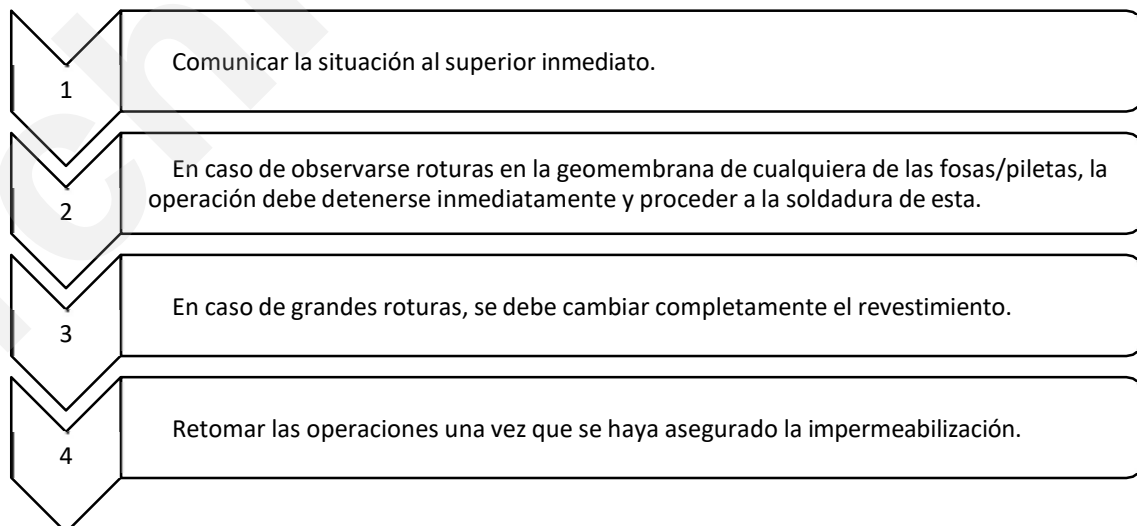 1
Comunicar la situación al superior inmediato.
2
En caso de observarse roturas en la geomembrana de cualquiera de las fosas/piletas, la
operación debe detenerse inmediatamente y proceder a la soldadura de esta.
3
En caso de grandes roturas, se debe cambiar completamente el revestimiento.
4
Retomar las operaciones una vez que se haya asegurado la impermeabilización.